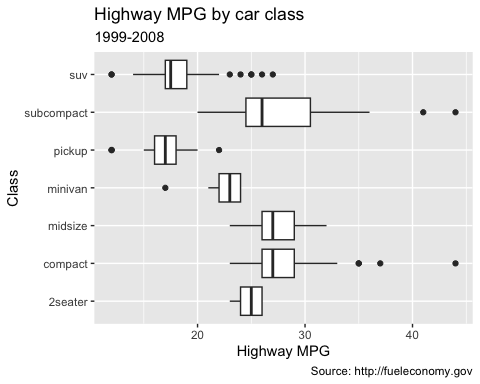 Highway MPG by car class
1999-2008
suv
subcompact
pickup
minivan
midsize
compact
2seater
Class
20 30 40
Highway MPG
Source: http://fueleconomy.gov